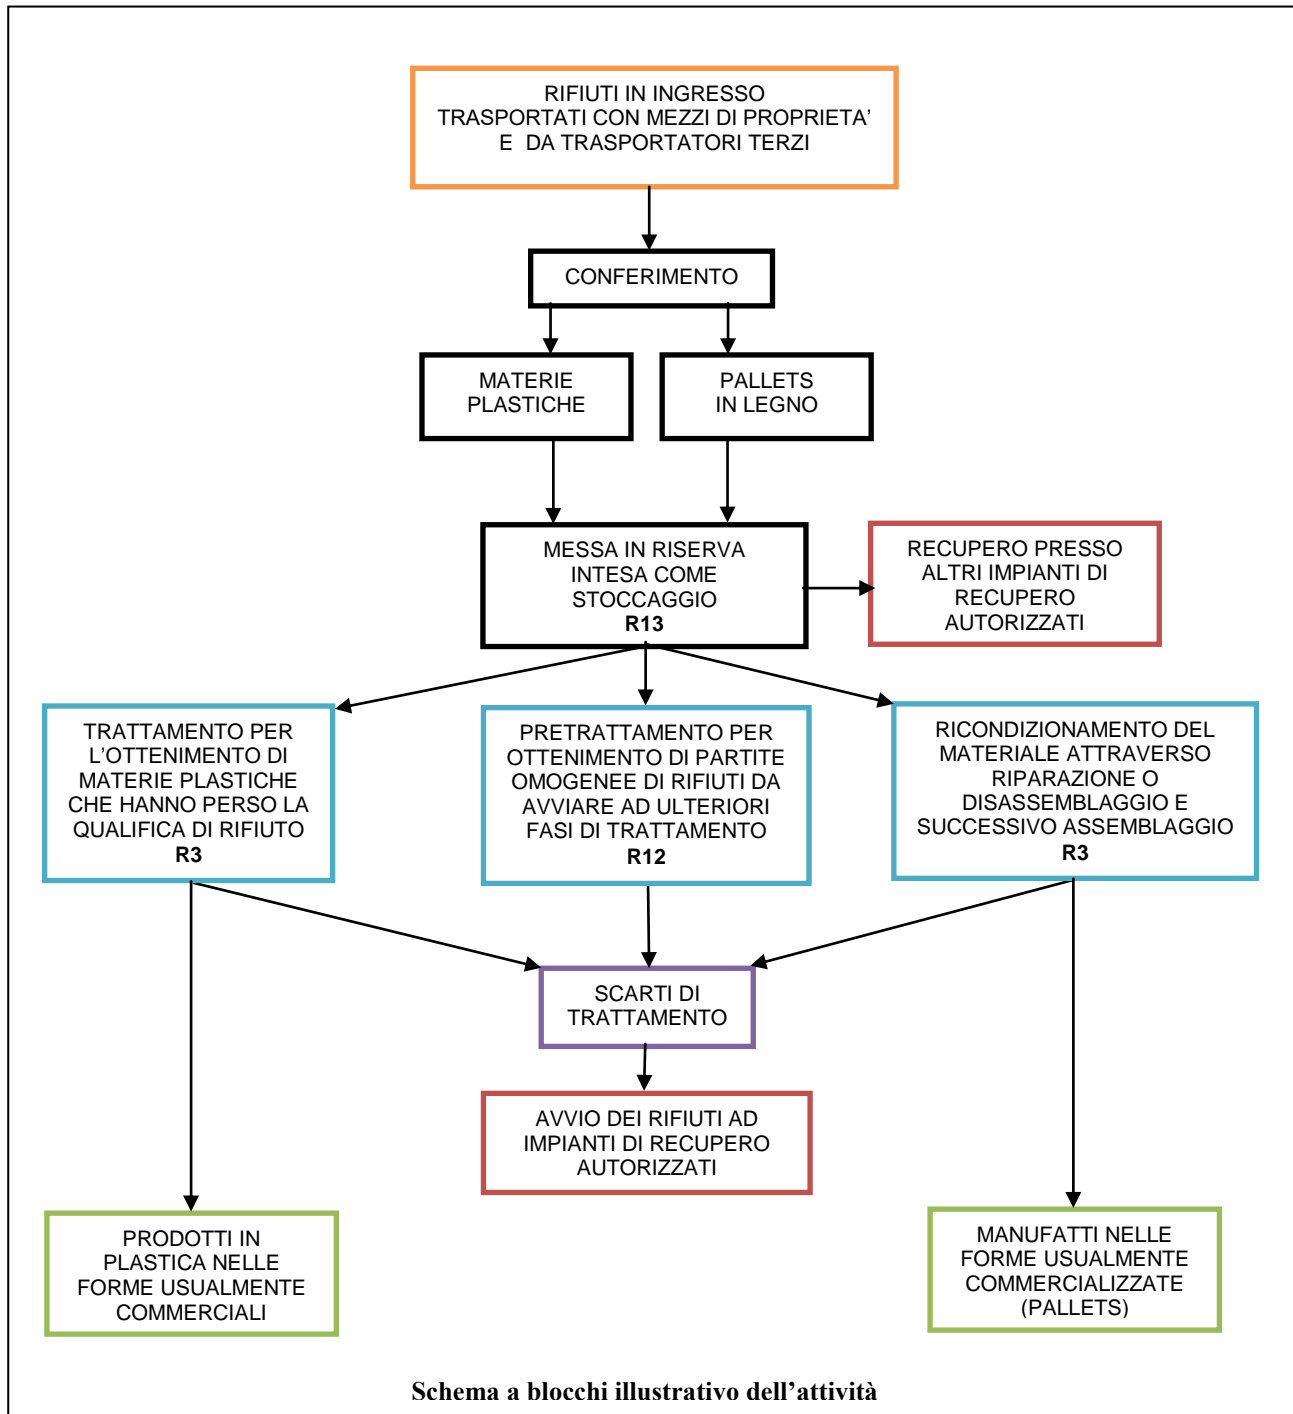 RIFIUTI IN INGRESSO
TRASPORTATI CON MEZZI DI PROPRIETA’
E DA TRASPORTATORI TERZI
CONFERIMENTO
MATERIE
PLASTICHE
PALLETS
IN LEGNO
MESSA IN RISERVA
INTESA COME
STOCCAGGIO
R13
RECUPERO PRESSO
ALTRI IMPIANTI DI
RECUPERO
AUTORIZZATI
TRATTAMENTO PER
L’OTTENIMENTO DI
MATERIE PLASTICHE
CHE HANNO PERSO LA
QUALIFICA DI RIFIUTO
R3
PRETRATTAMENTO PER
OTTENIMENTO DI PARTITE
OMOGENEE DI RIFIUTI DA
AVVIARE AD ULTERIORI
FASI DI TRATTAMENTO
R12
RICONDIZIONAMENTO DEL
MATERIALE ATTRAVERSO
RIPARAZIONE O
DISASSEMBLAGGIO E
SUCCESSIVO ASSEMBLAGGIO
R3
SCARTI DI
TRATTAMENTO
AVVIO DEI RIFIUTI AD
IMPIANTI DI RECUPERO
AUTORIZZATI
PRODOTTI IN
PLASTICA NELLE
FORME USUALMENTE
COMMERCIALI
MANUFATTI NELLE
FORME USUALMENTE
COMMERCIALIZZATE
(PALLETS)
Schema a blocchi illustrativo dell’attività